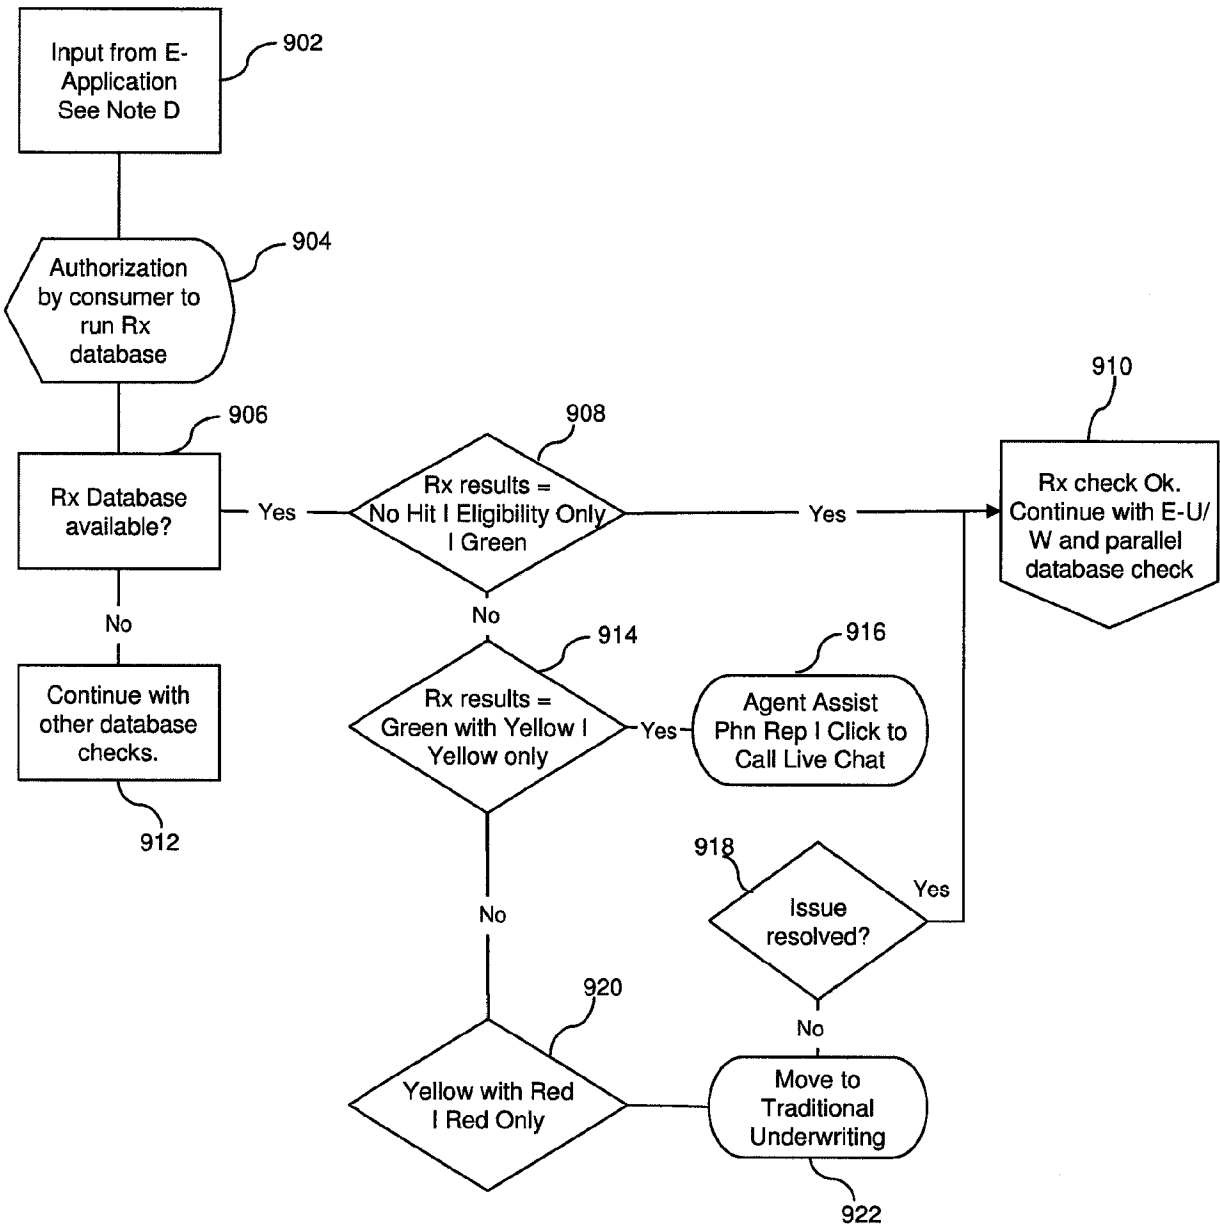 Input from E-
Application
See Note D
902
Authorization
by consumer to
run Rx
database
904
Rx Database
available?
906
Yes
Rx results =
No Hit I Eligibility Only
I Green
908
Yes
Rx check Ok.
Continue with E-U/
W and parallel
database check
910
No
Continue with
other database
checks.
912
No
Rx results =
Green with Yellow I
Yellow only
914
Yes
Agent Assist
Phn Rep I Click to
Call Live Chat
916
No
Issue
resolved?
918
Yes
No
Yellow with Red
I Red Only
920
Move to
Traditional
Underwriting
922